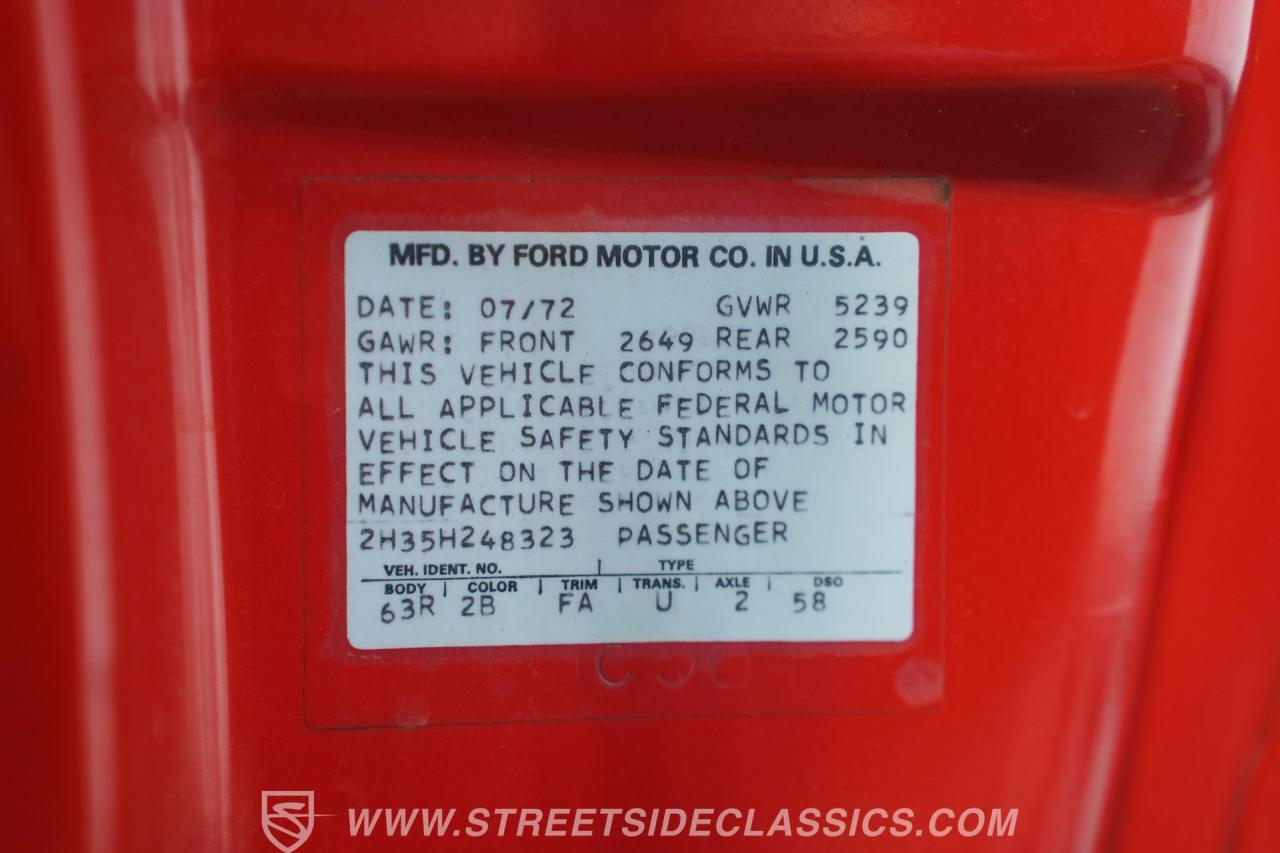 MFD. BY FORD MOTOR CO. IN U.S.A.
DATE: 07/72 GVWR 5239
GAWR: FRONT 2649 REAR 2590
THIS VEHICLE CONFORMS TO
ALL APPLICABLE FEDERAL MOTOR
VEHICLE SAFETY STANDARDS IN
EFFECT ON THE DATE OF
MANUFACTURE SHOWN ABOVE
2H35H248323 PASSENGER
VEH. IDENT. NO. | TYPE
BODY | COLOR | TRIM | TRANS. | AXLE | DSO
63R 2B FA U 2 58
WWW.STREETSIDECLASSICS.COM